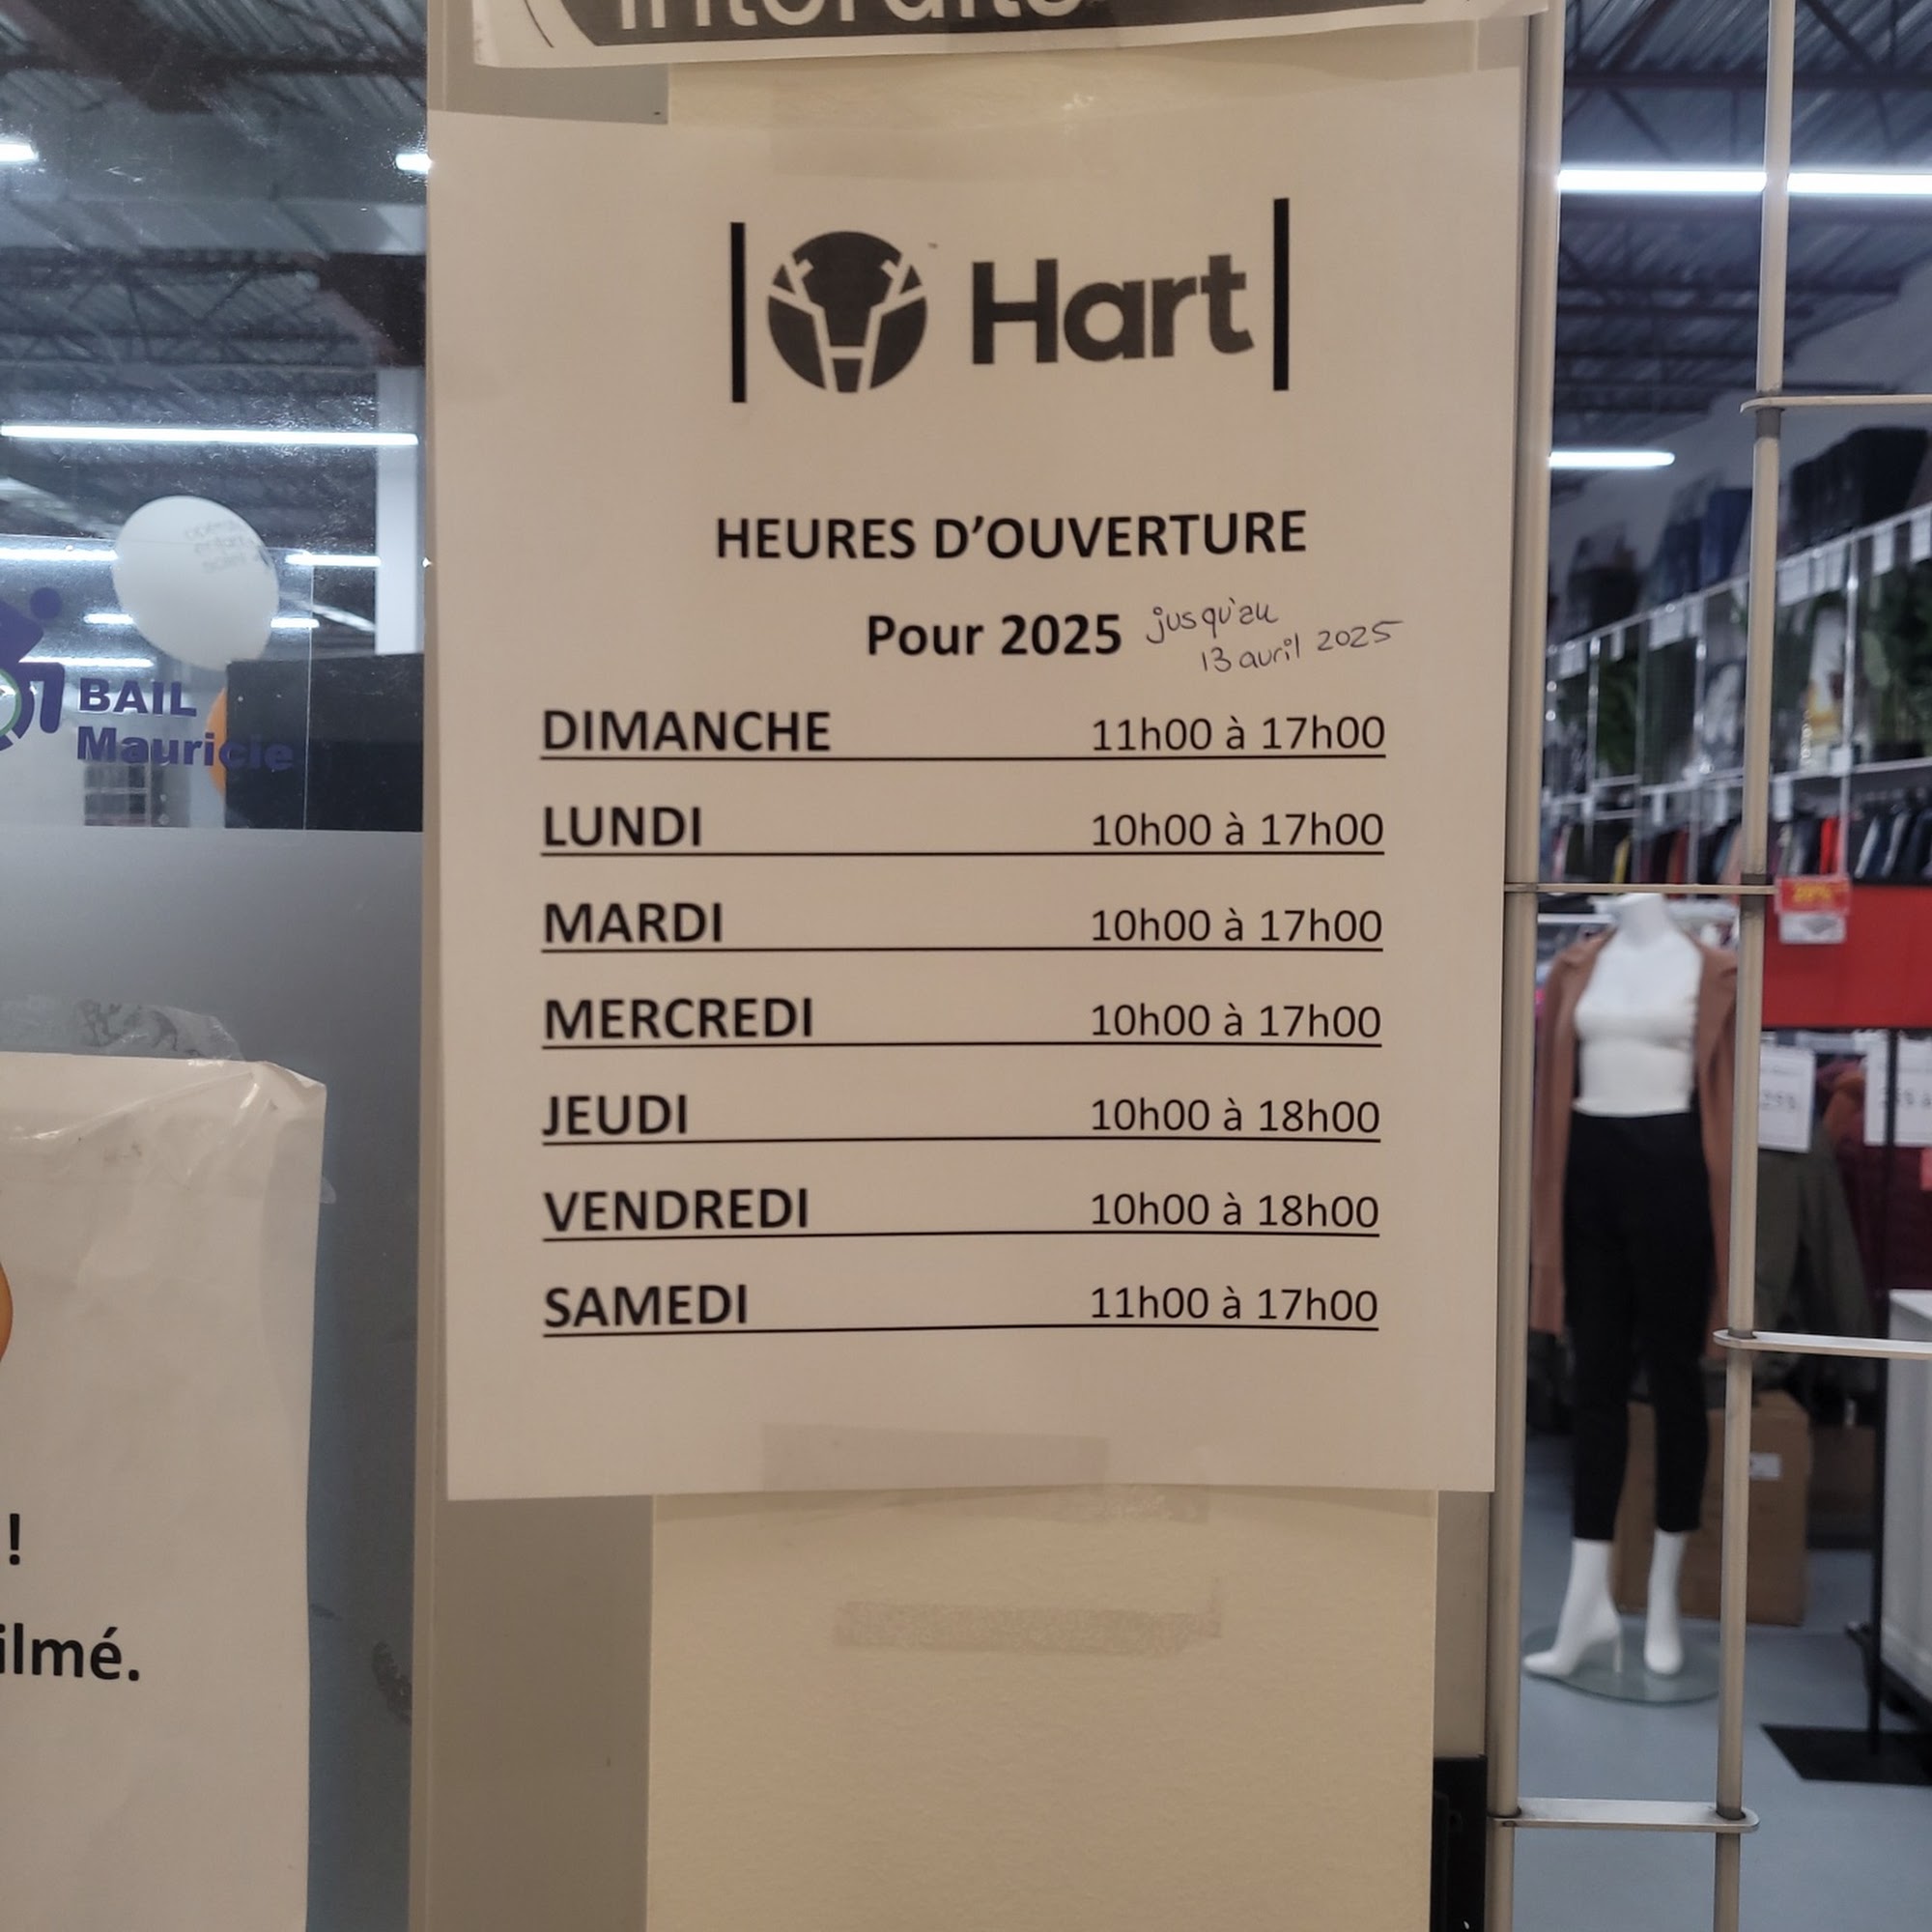 Hart
HEURES D'OUVERTURE
Pour 2025 jusqu'au
13 avril 2025
DIMANCHE 11h00 à 17h00
LUNDI 10h00 à 17h00
MARDI 10h00 à 17h00
MERCREDI 10h00 à 17h00
JEUDI 10h00 à 18h00
VENDREDI 10h00 à 18h00
SAMEDI 11h00 à 17h00
BAIL
Mauricie
!
ilmé.